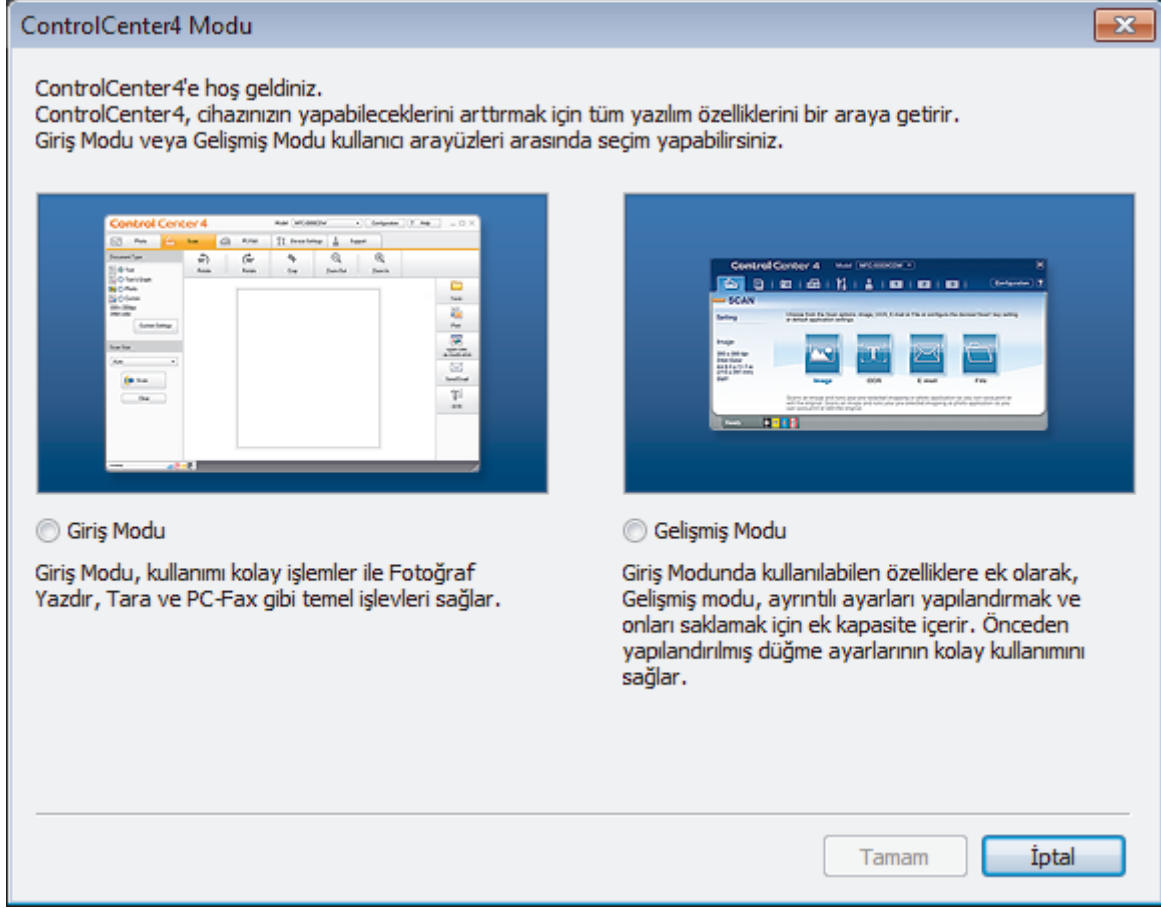 ControlCenter4 Modu
ControlCenter4'e hoş geldiniz.
ControlCenter4, cihazınızın yapabileceklerini arttırmak için tüm yazılım özelliklerini bir araya getirir.
Giriş Modu veya Gelişmiş Modu kullanıcı arayüzleri arasında seçim yapabilirsiniz.
Control Center 4
Control Center 4
SCAN
Setting
Image
Image
OCR
E-mail
File
Giriş Modu
Giriş Modu, kullanımı kolay işlemler ile Fotoğraf
Yazdır, Tara ve PC-Fax gibi temel işlevleri sağlar.
Gelişmiş Modu
Giriş Modunda kullanılabilen özelliklere ek olarak,
Gelişmiş modu, ayrıntılı ayarları yapılandırmak ve
onları saklamak için ek kapasite içerir. Önceden
yapılandırılmış düğme ayarlarının kolay kullanımını
sağlar.
Tamam
İptal